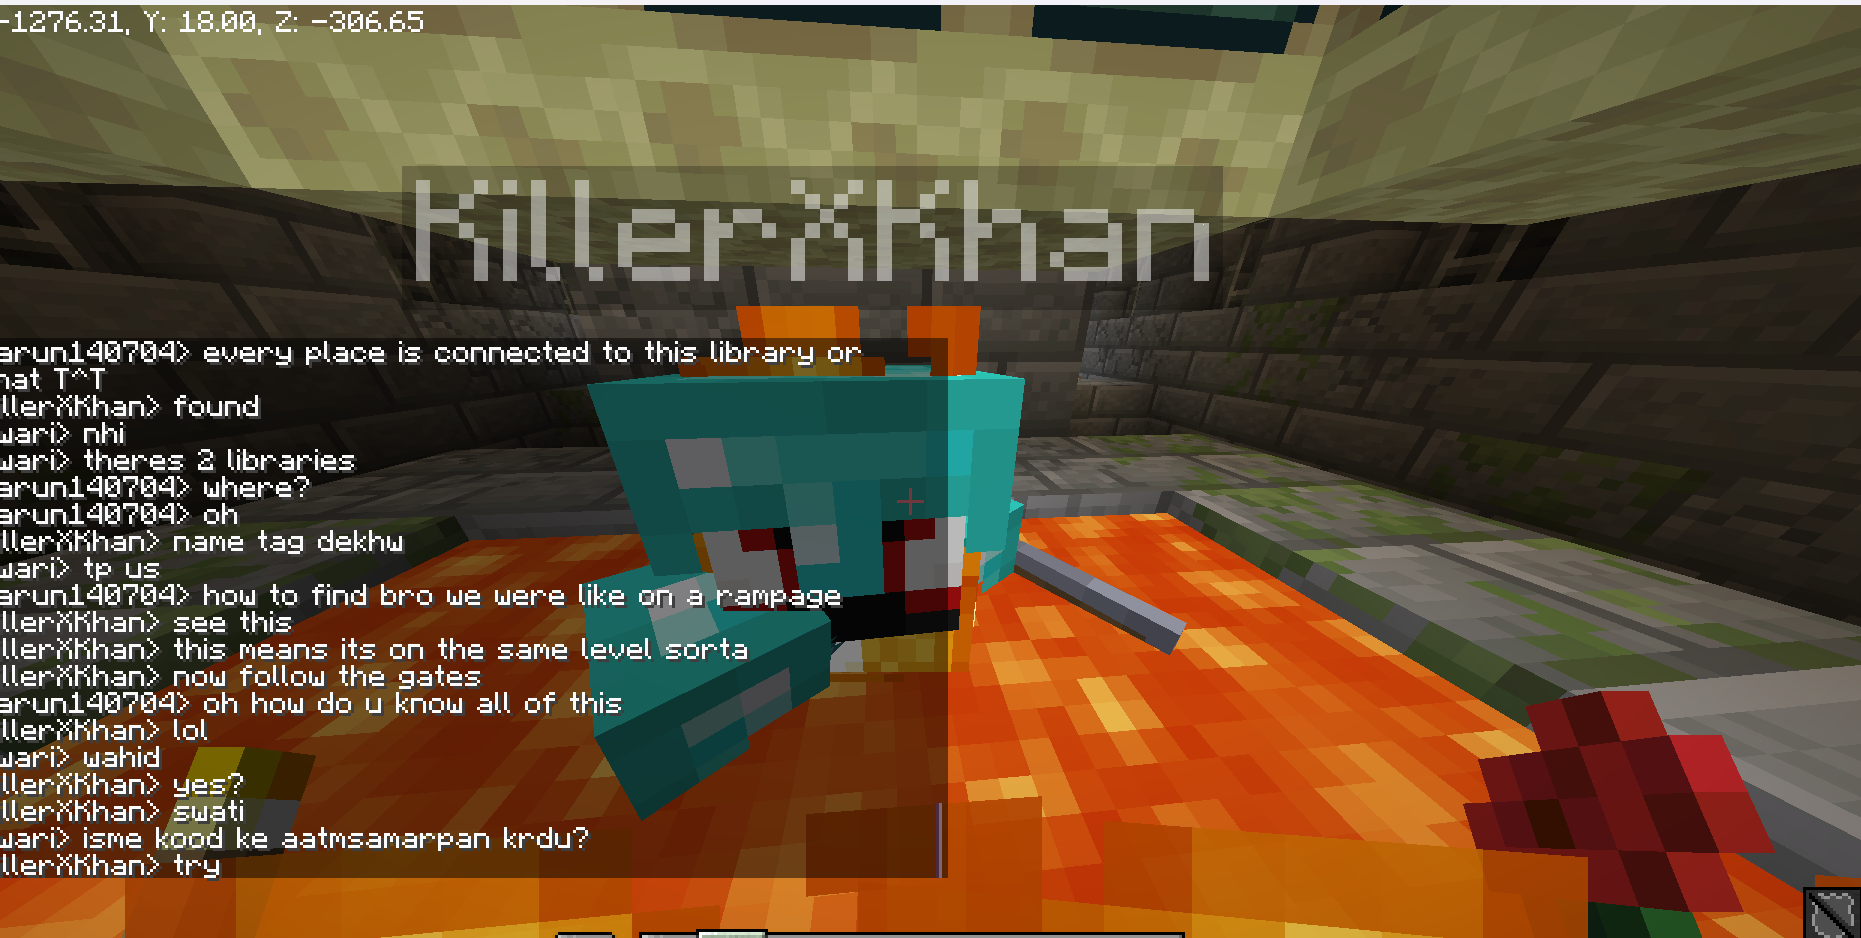 -1276.31, Y: 18.00, Z: -306.65
KillerXKhan
arun140704> every place is connected to this library or
hat T^T
llerXKhan> found
wari> nhi
wari> theres 2 libraries
arun140704> where?
arun140704> oh
llerXKhan> name tag dekhw
wari> tp us
arun140704> how to find bro we were like on a rampage
llerXKhan> see this
llerXKhan> this means its on the same level sorta
llerXKhan> now follow the gates
arun140704> oh how do u know all of this
llerXKhan> lol
wari> wahid
llerXKhan> yes?
llerXKhan> swati
wari> isme kood ke aatmsamarpan krdu?
llerXKhan> try